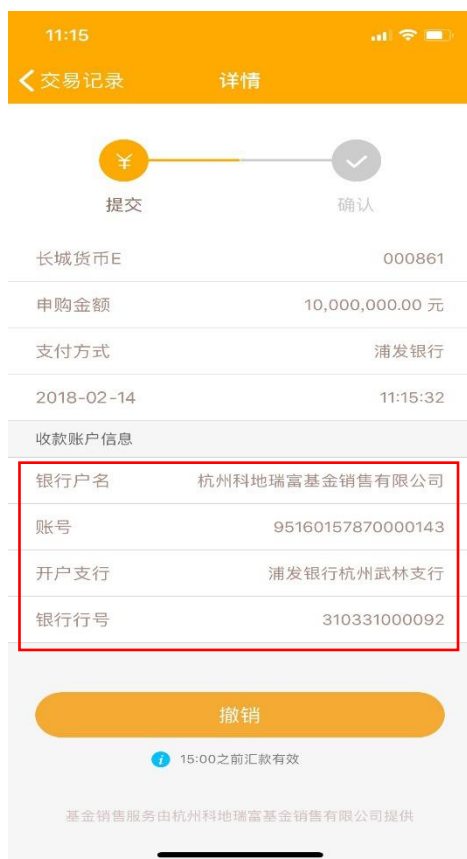 11:15
交易记录 详情
¥
提交 确认
长城货币E 000861
申购金额 10,000,000.00 元
支付方式 浦发银行
2018-02-14 11:15:32
收款账户信息
银行户名 杭州科地瑞富基金销售有限公司
账号 95160157870000143
开户支行 浦发银行杭州武林支行
银行行号 310331000092
撤销
i 15:00之前汇款有效
基金销售服务由杭州科地瑞富基金销售有限公司提供